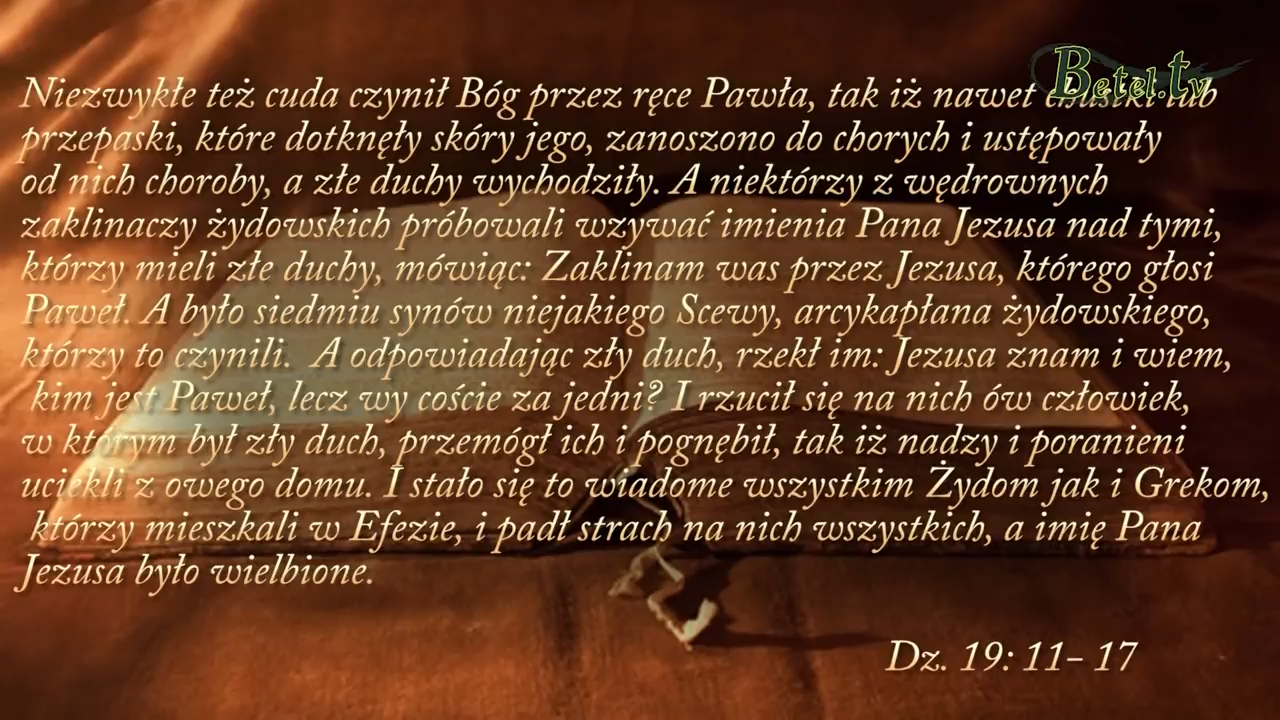 Betel.tv
Niezwykłe też cuda czynił Bóg przez ręce Pawła, tak iż nawet chustki lub
przepaski, które dotknęły skóry jego, zanoszono do chorych i ustępowały
od nich choroby, a złe duchy wychodziły. A niektórzy z wędrownych
zaklinaczy żydowskich próbowali wzywać imienia Pana Jezusa nad tymi,
którzy mieli złe duchy, mówiąc: Zaklinam was przez Jezusa, którego głosi
Paweł. A było siedmiu synów niejakiego Scewy, arcykapłana żydowskiego,
którzy to czynili. A odpowiadając zły duch, rzekł im: Jezusa znam i wiem,
kim jest Paweł, lecz wy coście za jedni? I rzucił się na nich ów człowiek,
w którym był zły duch, przemógł ich i pognębił, tak iż nadzy i poranieni
uciekli z owego domu. I stało się to wiadome wszystkim Żydom jak i Grekom,
którzy mieszkali w Efezie, i padł strach na nich wszystkich, a imię Pana
Jezusa było wielbione.
Dz. 19: 11- 17